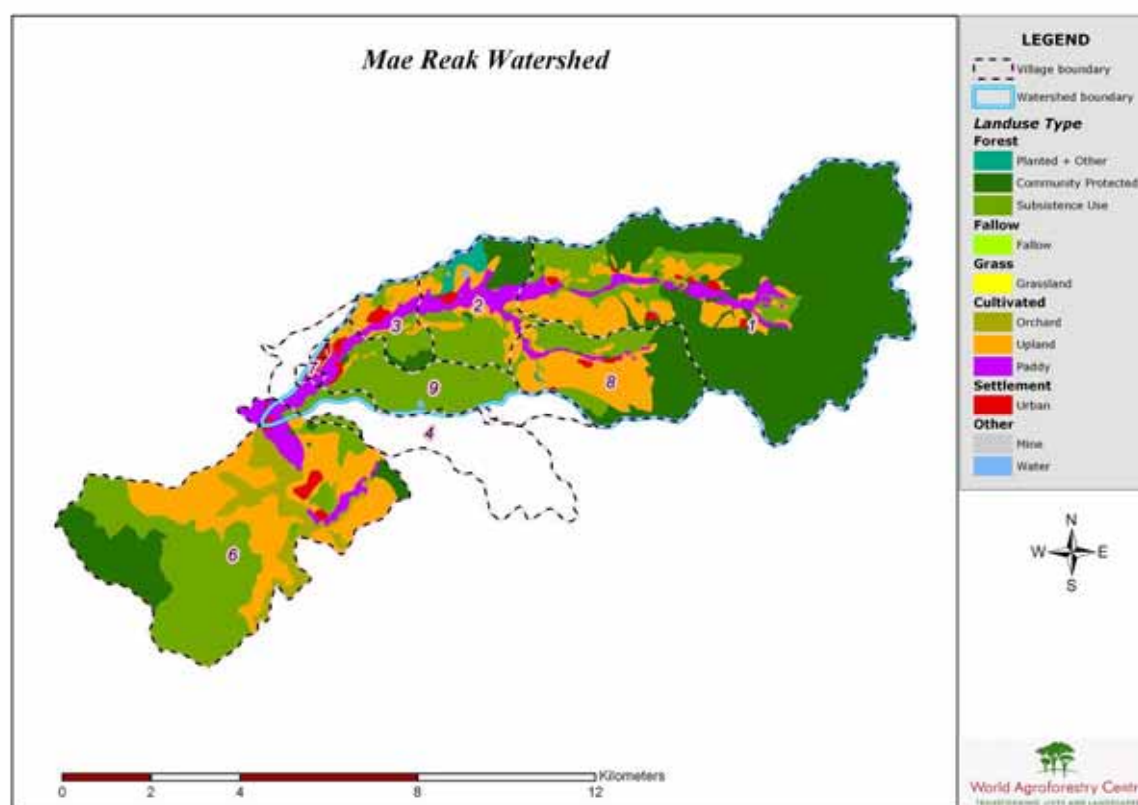 Mae Reak Watershed
LEGEND
Village boundary
Watershed boundary
Landuse Type
Forest
Planted + Other
Community Protected
Subsistence Use
Fallow
Fallow
Grass
Grassland
Cultivated
Orchard
Upland
Paddy
Settlement
Urban
Other
Mine
Water
1
2
3
7
8
9
4
6
N
W E
S
Kilometers
0 4 8 12
World Agroforestry Centr